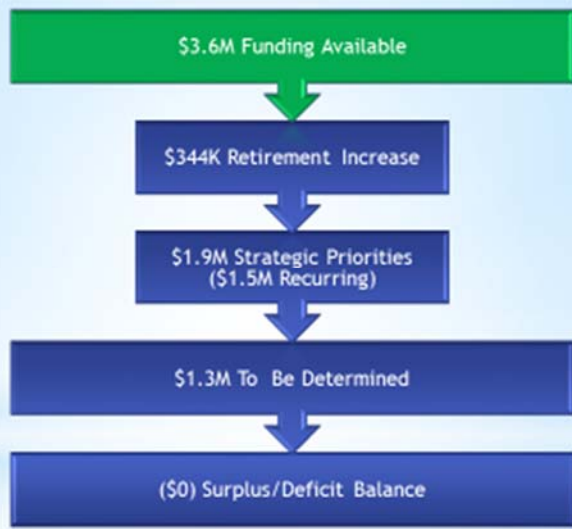 $3.6M Funding Available
$344K Retirement Increase
$1.9M Strategic Priorities
($1.5M Recurring)
$1.3M To Be Determined
($0) Surplus/Deficit Balance